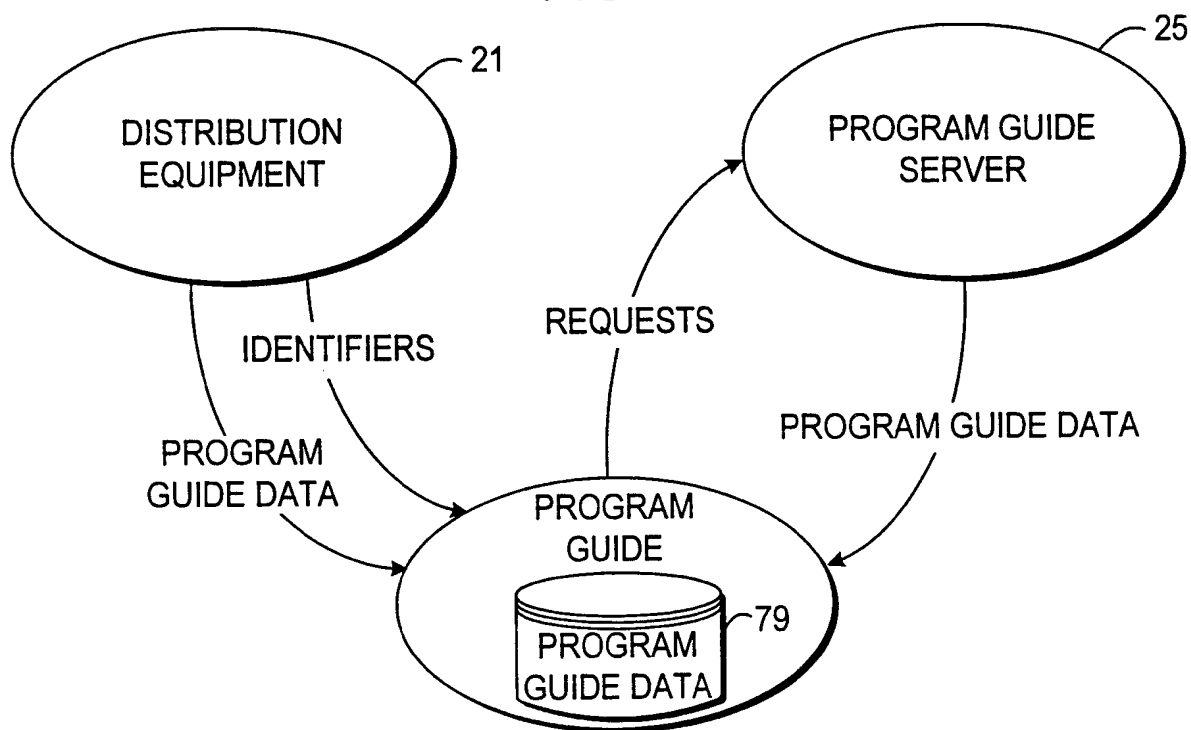 21
25
DISTRIBUTION
EQUIPMENT
PROGRAM GUIDE
SERVER
IDENTIFIERS
REQUESTS
PROGRAM
GUIDE DATA
PROGRAM GUIDE DATA
PROGRAM
GUIDE
79
PROGRAM
GUIDE DATA